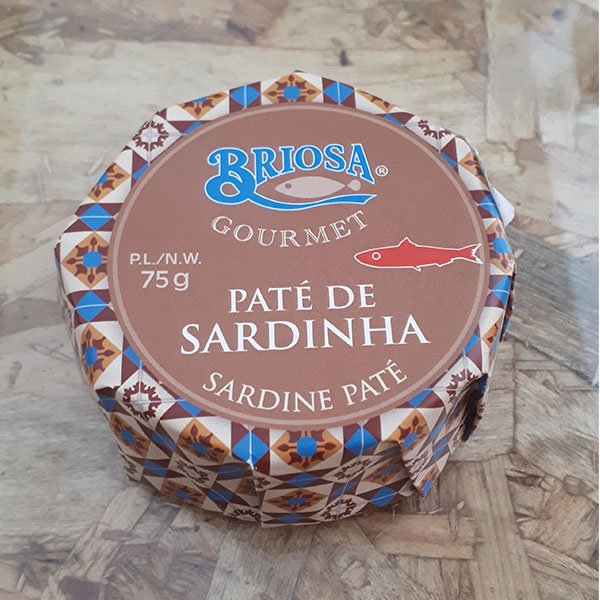 BRIOSA®
GOURMET
P.L./N.W.
75g
PATÉ DE
SARDINHA
SARDINE PATÉ